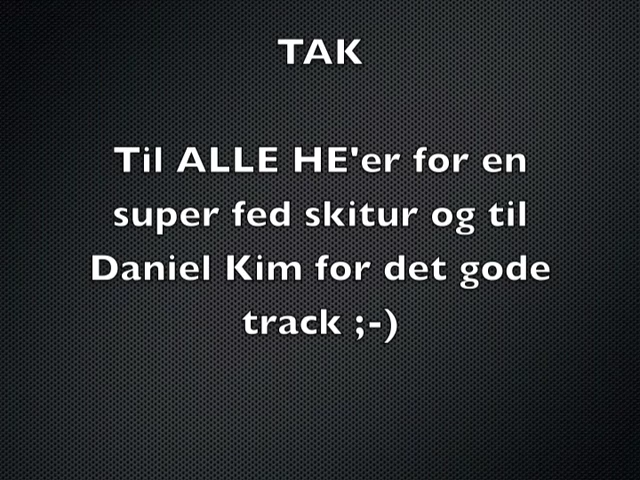 TAK
Til ALLE HE'er for en
super fed skitur og til
Daniel Kim for det gode
track ;-)